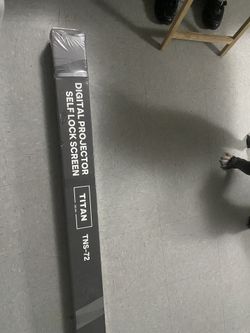 DIGITAL PROJECTOR
SELF LOCK SCREEN
TITAN
TNS-72